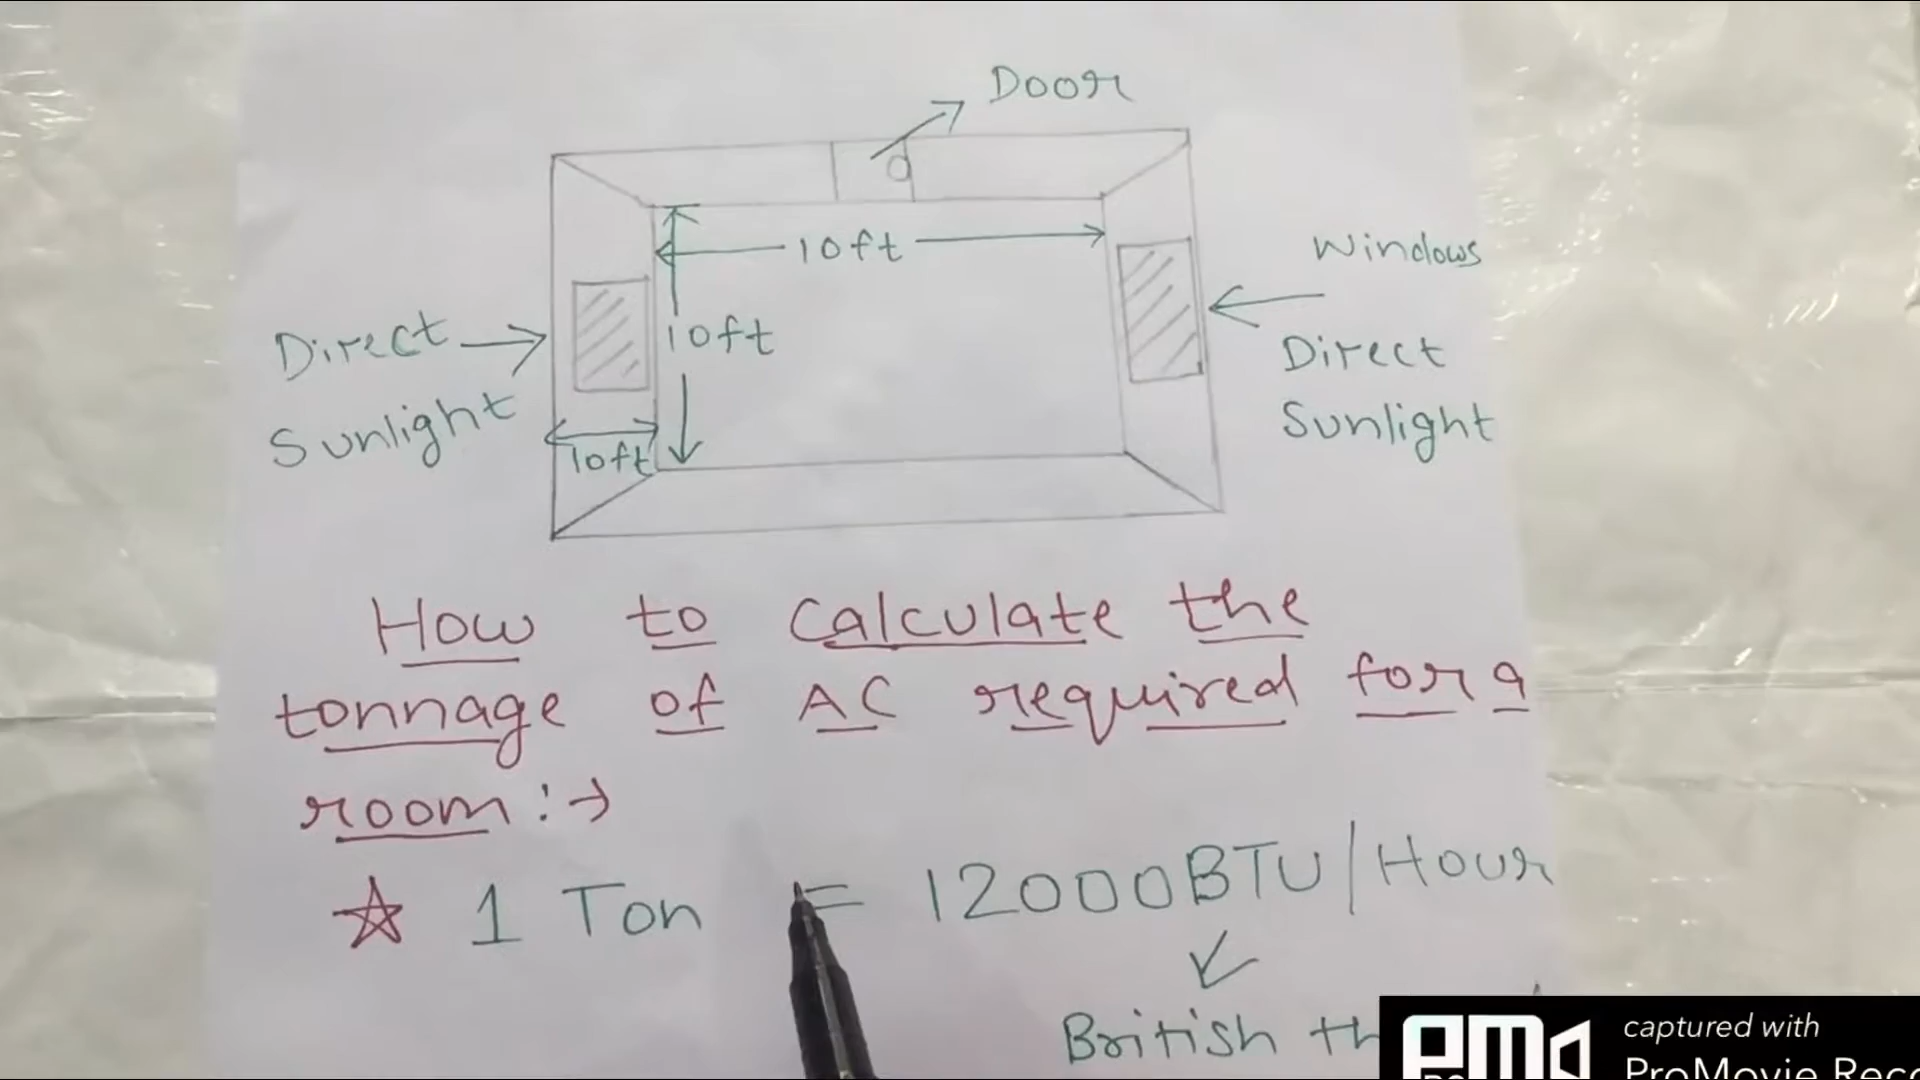 Door
10ft
Windows
Direct
Sunlight
10ft
Direct
Sunlight
10ft
How to calculate the
tonnage of AC required for a
room :→
☆ 1 Ton = 12000BTU/Hour
British
captured with
ProMovie